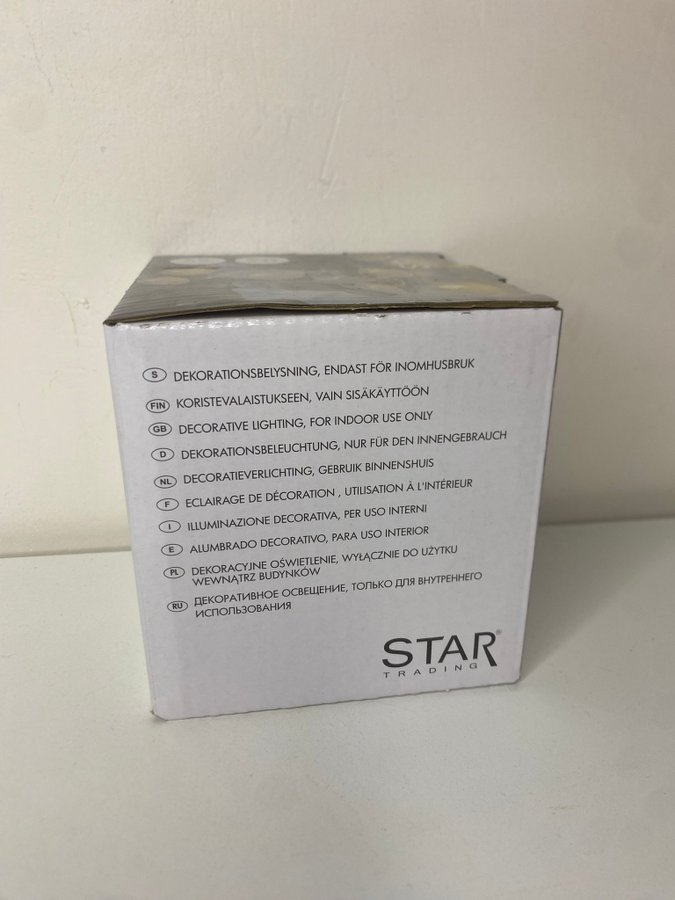 S DEKORATIONSBELYSNING, ENDAST FÖR INOMHUSBRUK
FIN KORISTEVALAISTUKSEEN, VAIN SISÄKÄYTTÖÖN
GB DECORATIVE LIGHTING, FOR INDOOR USE ONLY
D DEKORATIONSBELEUCHTUNG, NUR FÜR DEN INNENGEBRAUCH
NL DECORATIEVERLICHTING, GEBRUIK BINNENSHUIS
F ECLAIRAGE DE DÉCORATION , UTILISATION À L'INTÉRIEUR
I ILLUMINAZIONE DECORATIVA, PER USO INTERNI
E ALUMBRADO DECORATIVO, PARA USO INTERIOR
PL DEKORACYJNE OŚWIETLENIE, WYŁĄCZNIE DO UŻYTKU
WEWNĄTRZ BUDYNKÓW
RU ДЕКОРАТИВНОЕ ОСВЕЩЕНИЕ, ТОЛЬКО ДЛЯ ВНУТРЕННЕГО
ИСПОЛЬЗОВАНИЯ
STAR®
TRADING